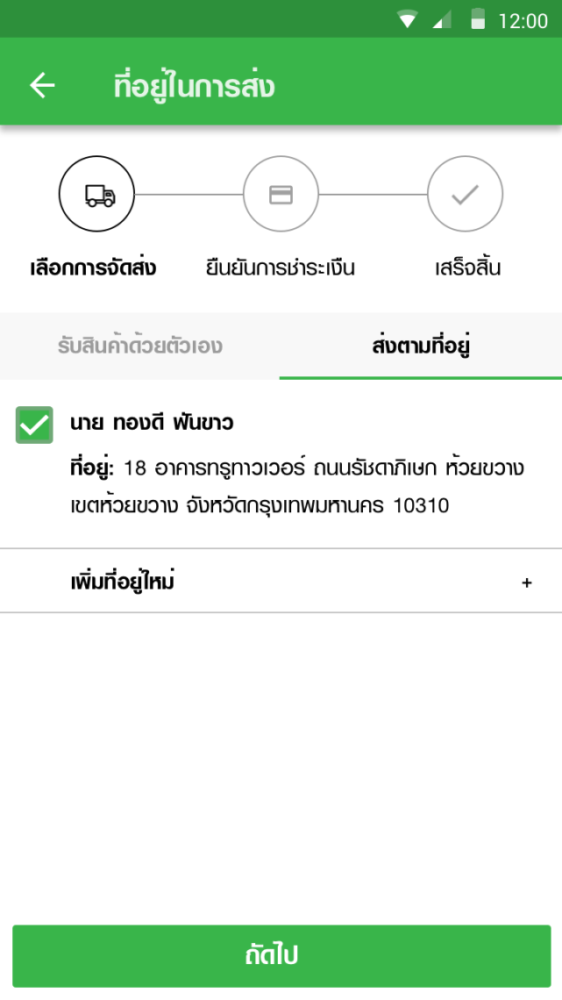 12:00
ที่อยู่ในการส่ง
เลือกการจัดส่ง
ยืนยันการชำระเงิน
เสร็จสิ้น
รับสินค้าด้วยตัวเอง
ส่งตามที่อยู่
นาย ทองดี ฟันขาว
ที่อยู่: 18 อาคารทรูทาวเวอร์ ถนนรัชดาภิเษก ห้วยขวาง
เขตห้วยขวาง จังหวัดกรุงเทพมหานคร 10310
เพิ่มที่อยู่ใหม่ +
ถัดไป